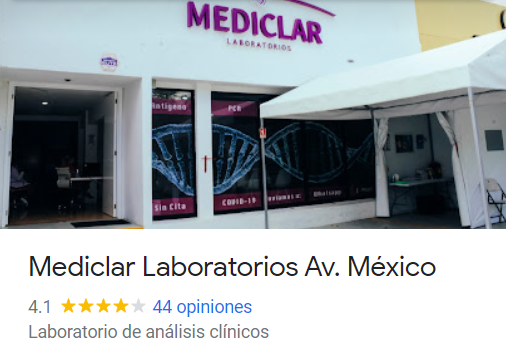 MEDICLAR
LABORATORIOS
Antígeno
PCR
Sin Cita
COVID-19
WhatsApp
Mediclar Laboratorios Av. México
4.1
44 opiniones
Laboratorio de análisis clínicos